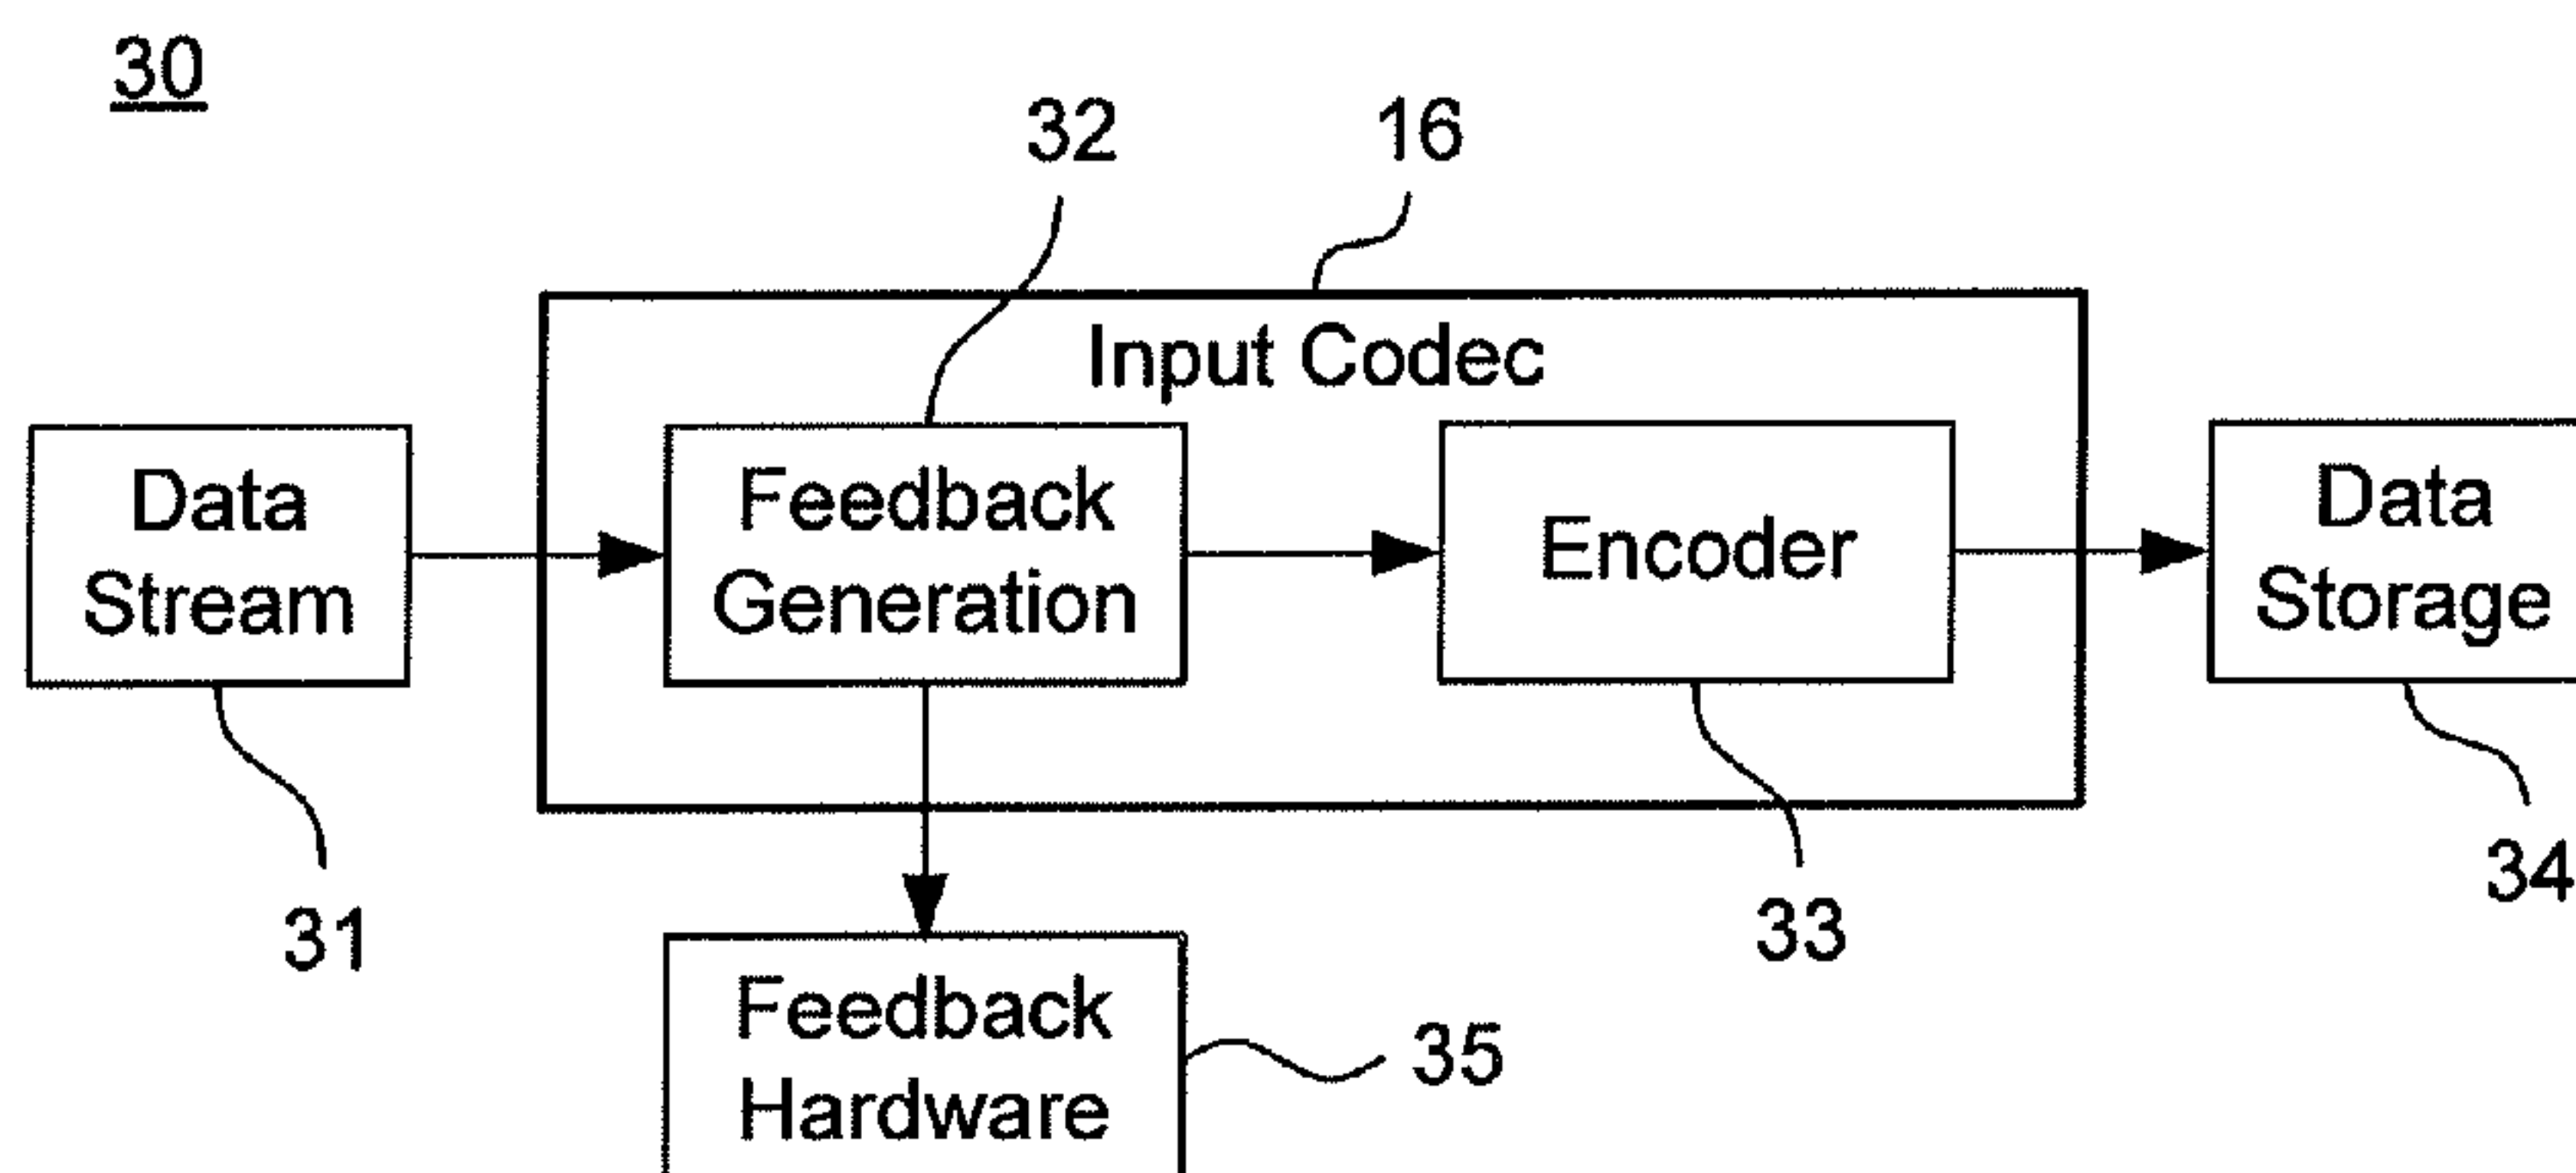 30
32
16
Input Codec
Data
Stream
Feedback
Generation
Encoder
Data
Storage
31
33
34
Feedback
Hardware
35